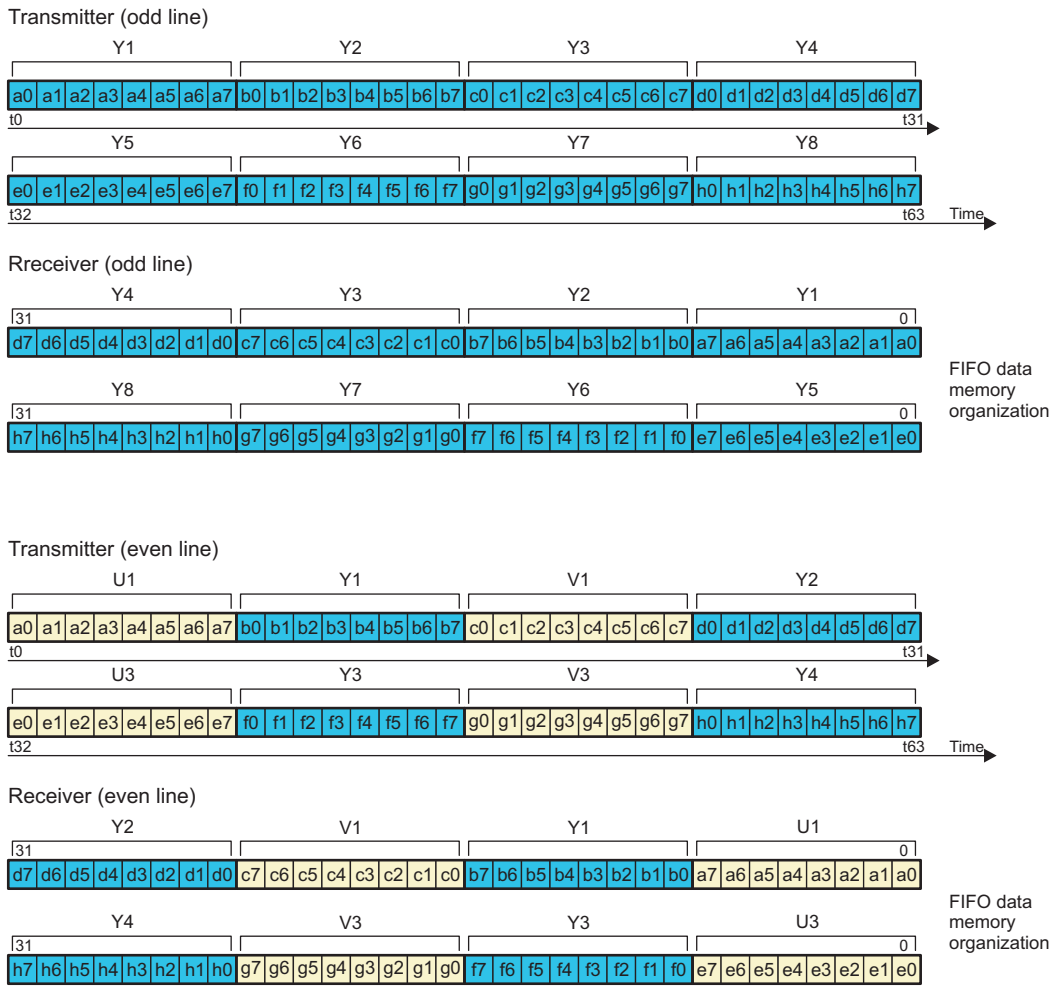 Transmitter (odd line)
Y1 Y2 Y3 Y4
a0 a1 a2 a3 a4 a5 a6 a7 b0 b1 b2 b3 b4 b5 b6 b7 c0 c1 c2 c3 c4 c5 c6 c7 d0 d1 d2 d3 d4 d5 d6 d7
t0 t31
Y5 Y6 Y7 Y8
e0 e1 e2 e3 e4 e5 e6 e7 f0 f1 f2 f3 f4 f5 f6 f7 g0 g1 g2 g3 g4 g5 g6 g7 h0 h1 h2 h3 h4 h5 h6 h7
t32 t63 Time
Rreceiver (odd line)
Y4 Y3 Y2 Y1
31 0
d7 d6 d5 d4 d3 d2 d1 d0 c7 c6 c5 c4 c3 c2 c1 c0 b7 b6 b5 b4 b3 b2 b1 b0 a7 a6 a5 a4 a3 a2 a1 a0
Y8 Y7 Y6 Y5
31 0
h7 h6 h5 h4 h3 h2 h1 h0 g7 g6 g5 g4 g3 g2 g1 g0 f7 f6 f5 f4 f3 f2 f1 f0 e7 e6 e5 e4 e3 e2 e1 e0
FIFO data
memory
organization
Transmitter (even line)
U1 Y1 V1 Y2
a0 a1 a2 a3 a4 a5 a6 a7 b0 b1 b2 b3 b4 b5 b6 b7 c0 c1 c2 c3 c4 c5 c6 c7 d0 d1 d2 d3 d4 d5 d6 d7
t0 t31
U3 Y3 V3 Y4
e0 e1 e2 e3 e4 e5 e6 e7 f0 f1 f2 f3 f4 f5 f6 f7 g0 g1 g2 g3 g4 g5 g6 g7 h0 h1 h2 h3 h4 h5 h6 h7
t32 t63 Time
Receiver (even line)
Y2 V1 Y1 U1
31 0
d7 d6 d5 d4 d3 d2 d1 d0 c7 c6 c5 c4 c3 c2 c1 c0 b7 b6 b5 b4 b3 b2 b1 b0 a7 a6 a5 a4 a3 a2 a1 a0
Y4 V3 Y3 U3
31 0
h7 h6 h5 h4 h3 h2 h1 h0 g7 g6 g5 g4 g3 g2 g1 g0 f7 f6 f5 f4 f3 f2 f1 f0 e7 e6 e5 e4 e3 e2 e1 e0
FIFO data
memory
organization